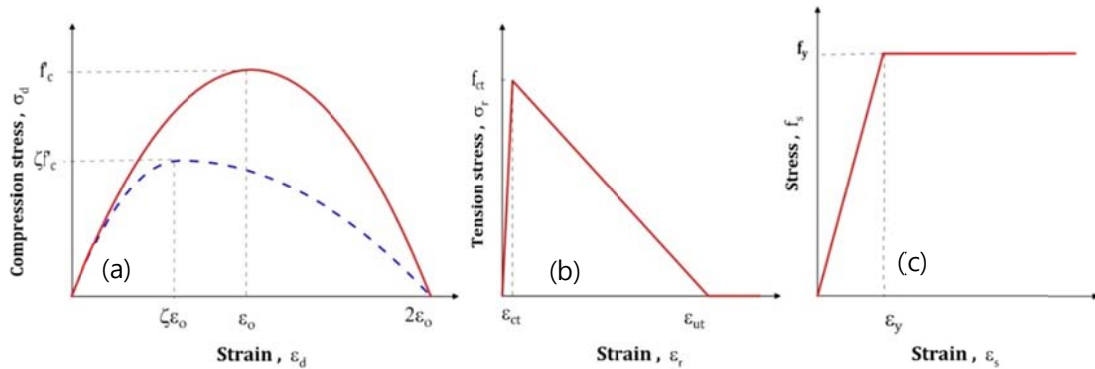 Compression stress , σd
f'c
ζf'c
(a)
ζεo
εo
2εo
Strain , εd
Tension stress , σr
fct
(b)
εct
εut
Strain , εr
Stress , fs
fy
(c)
εy
Strain , εs